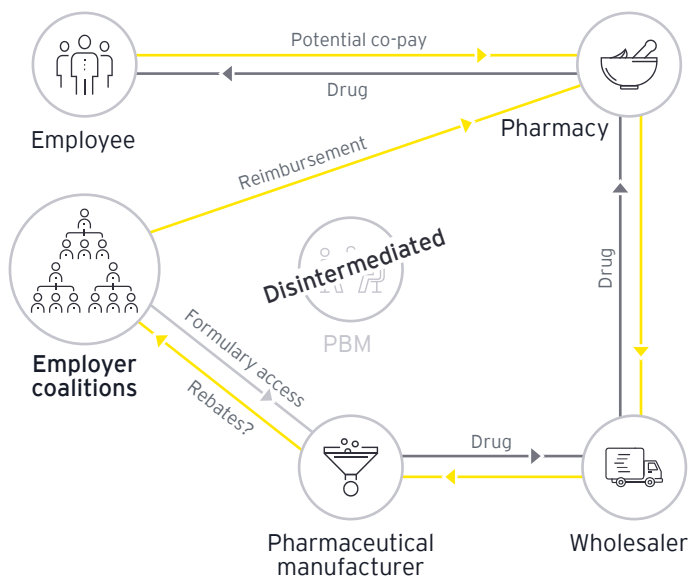 Potential co-pay
Drug
Employee
Pharmacy
Reimbursement
Disintermediated
PBM
Drug
Formulary access
Rebates?
Employer
coalitions
Drug
Pharmaceutical
manufacturer
Wholesaler